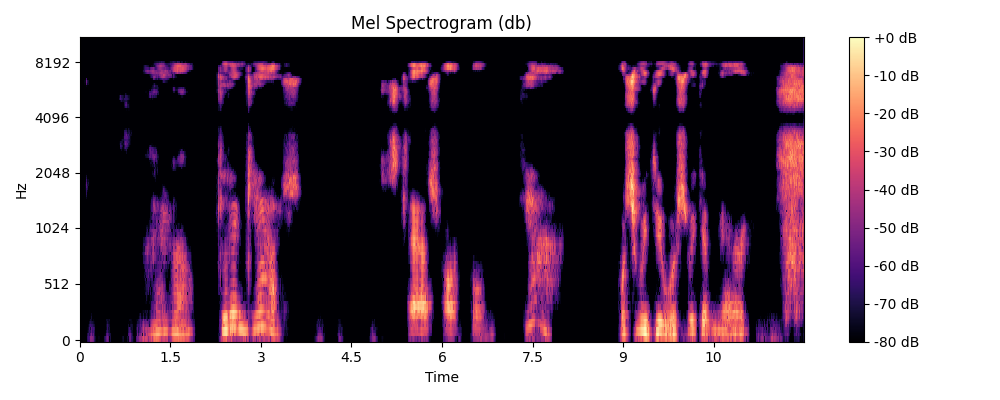 Mel Spectrogram (db)
8192
4096
2048
1024
512
0
Hz
0 1.5 3 4.5 6 7.5 9 10
Time
+0 dB
-10 dB
-20 dB
-30 dB
-40 dB
-50 dB
-60 dB
-70 dB
-80 dB